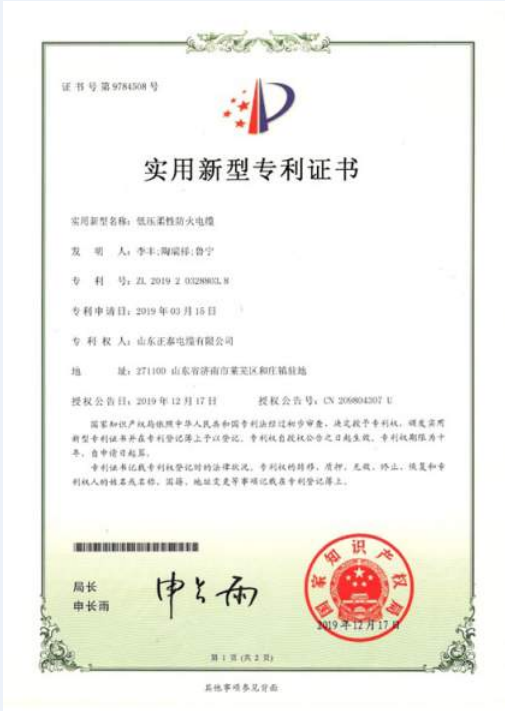 证书号第9784508号
实用新型专利证书
实用新型名称：低压柔性防火电缆
发 明 人：李丰;陶瑞祥;鲁宁
专 利 号：ZL 2019 2 0328803.8
专利申请日：2019年03月15日
专 利 权 人：山东正泰电缆有限公司
地 址：271100 山东省济南市莱芜区和庄镇驻地
授权公告日：2019年12月17日 授权公告号：CN 209804307 U
国家知识产权局依照中华人民共和国专利法经过初步审查，决定授予专利权，颁发实用
新型专利证书并在专利登记簿上予以登记。专利权自授权公告之日起生效。专利权期限为十
年，自申请日起算。
专利证书记载专利权登记时的法律状况。专利权的转移、质押、无效、终止、恢复和专
利权人的姓名或名称、国籍、地址变更等事项记载在专利登记簿上。
局长
申长雨
申长雨
国家知识产权局
2019年12月17日
第 1 页 (共 2 页)
其他事项参见背面